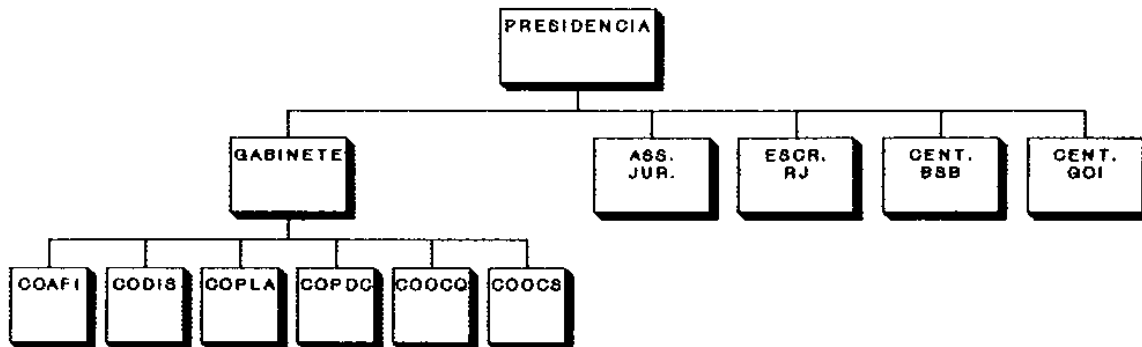 PRESIDENCIA
GABINETE
ASS.
JUR.
ESCR.
RJ
CENT.
BSB
CENT.
GOI
COAFI
CODIS
COPLA
COPDC
COOCQ
COOCS